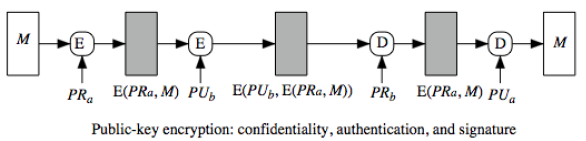 M E E D D M
PRa E(PRa, M) PUb E(PUb, E(PRa, M)) PRb E(PRa, M) PUa
Public-key encryption: confidentiality, authentication, and signature